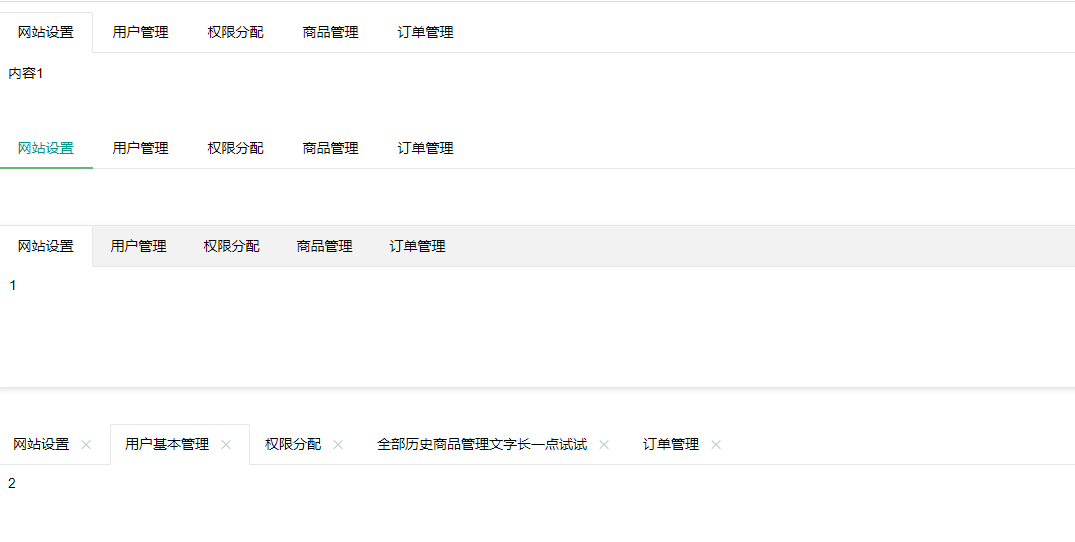 网站设置 用户管理 权限分配 商品管理 订单管理
内容1
网站设置 用户管理 权限分配 商品管理 订单管理
网站设置 用户管理 权限分配 商品管理 订单管理
1
网站设置 用户基本管理 权限分配 全部历史商品管理文字长一点试试 订单管理
2